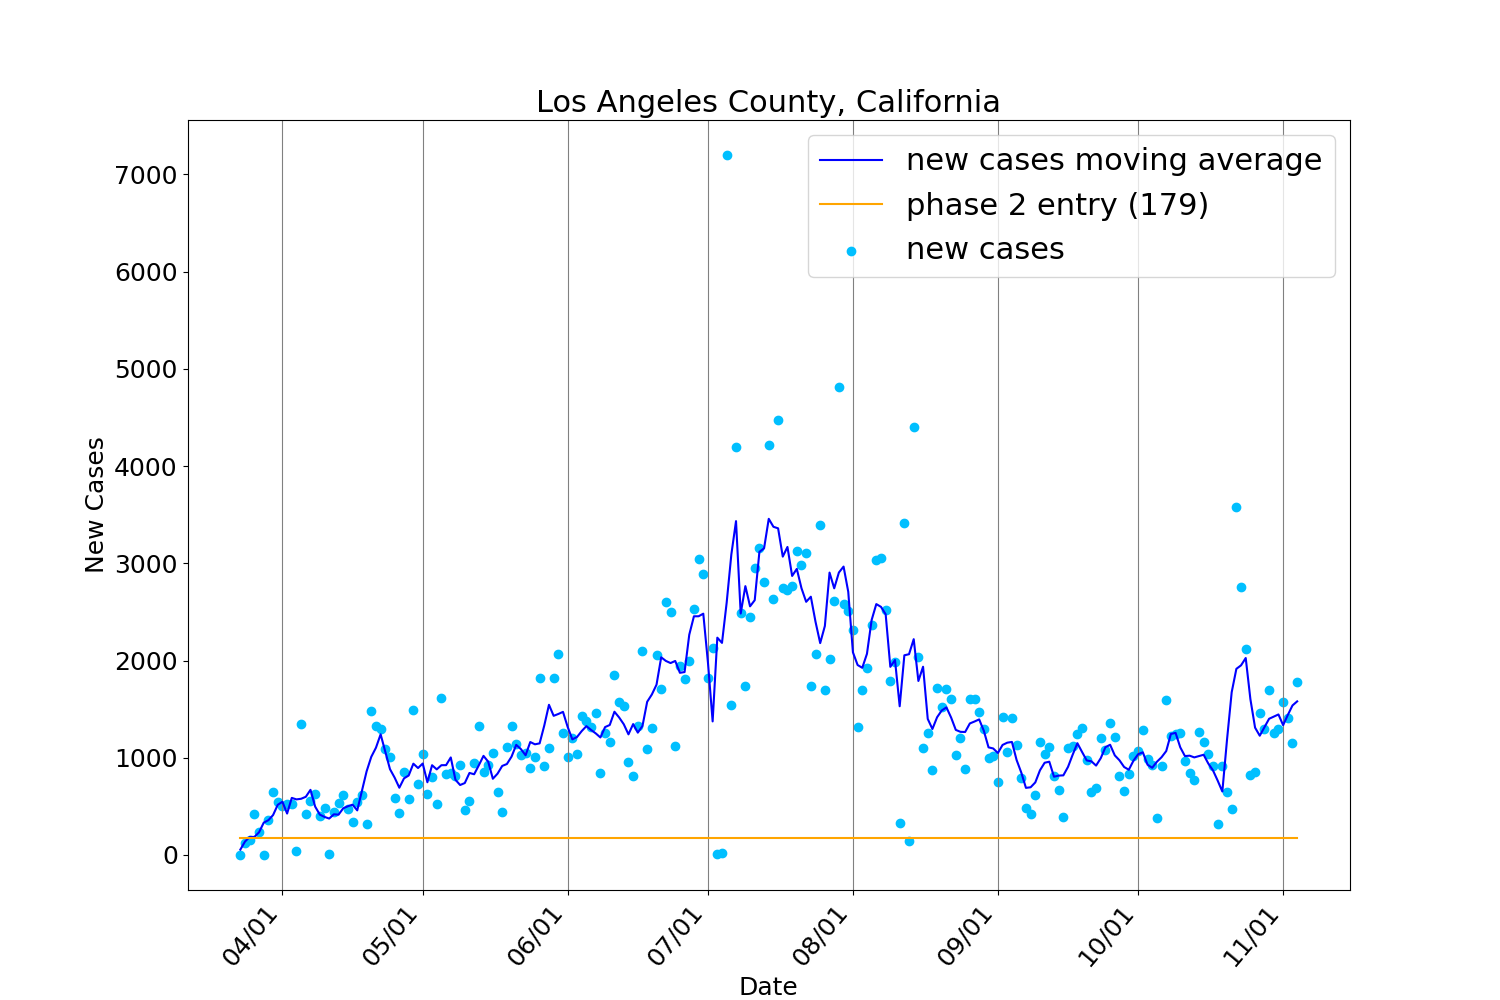 Los Angeles County, California
new cases moving average
phase 2 entry (179)
new cases
7000
6000
5000
4000
3000
2000
1000
0
New Cases
04/01
05/01
06/01
07/01
08/01
09/01
10/01
11/01
Date